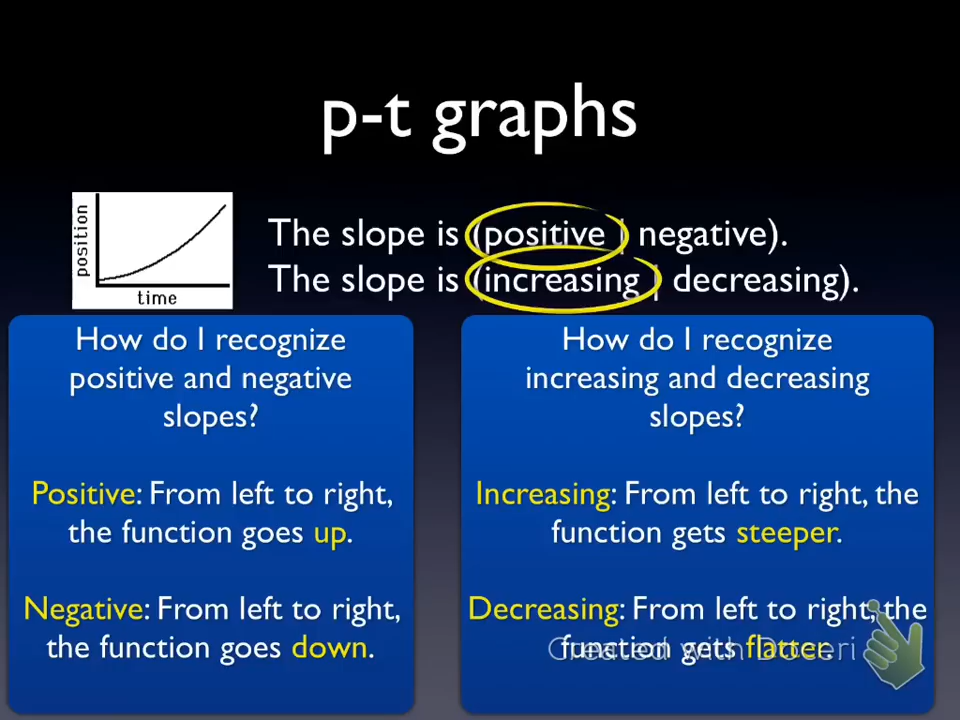 p-t graphs
position
time
The slope is (positive | negative).
The slope is (increasing | decreasing).
How do I recognize
positive and negative
slopes?
Positive: From left to right,
the function goes up.
Negative: From left to right,
the function goes down.
How do I recognize
increasing and decreasing
slopes?
Increasing: From left to right, the
function gets steeper.
Decreasing: From left to right, the
function gets flatter.
Created with Doceri